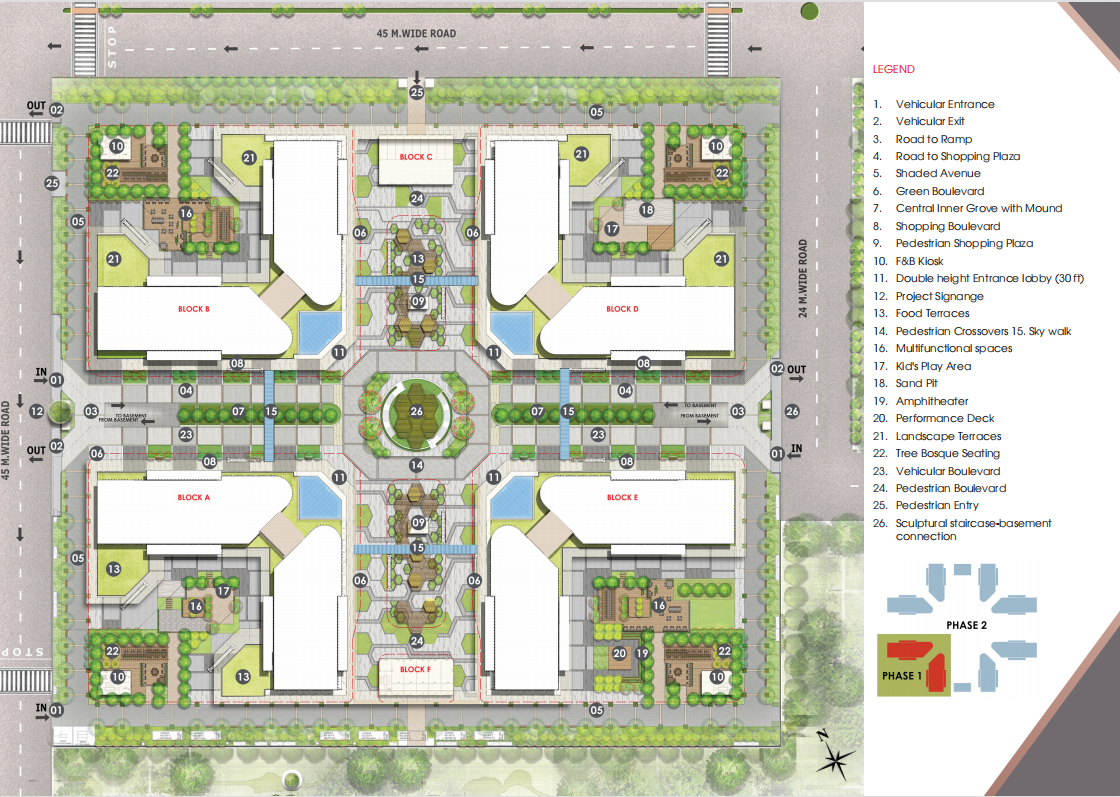 45 M.WIDE ROAD
STOP
25
OUT
02
05
10
22
21
BLOCK C
21
10
22
25
24
05
16
06
06
18
17
05
21
13
21
24 M.WIDE ROAD
15
09
BLOCK B
BLOCK D
11
11
08
08
02
OUT
IN
01
04
04
12
03
TO BASEMENT
FROM BASEMENT
07
15
26
07
15
TO BASEMENT
FROM BASEMENT
03
26
45 M.WIDE ROAD
23
23
OUT
02
06
08
14
08
01
IN
11
11
BLOCK A
BLOCK E
09
15
05
13
06
06
17
16
16
24
22
20
19
22
10
13
BLOCK F
10
STOP
IN
01
05
N
LEGEND
1. Vehicular Entrance
2. Vehicular Exit
3. Road to Ramp
4. Road to Shopping Plaza
5. Shaded Avenue
6. Green Boulevard
7. Central Inner Grove with Mound
8. Shopping Boulevard
9. Pedestrian Shopping Plaza
10. F&B Kiosk
11. Double height Entrance lobby (30 ft)
12. Project Signange
13. Food Terraces
14. Pedestrian Crossovers 15. Sky walk
16. Multifunctional spaces
17. Kid's Play Area
18. Sand Pit
19. Amphitheater
20. Performance Deck
21. Landscape Terraces
22. Tree Bosque Seating
23. Vehicular Boulevard
24. Pedestrian Boulevard
25. Pedestrian Entry
26. Sculptural staircase-basement
connection
PHASE 2
PHASE 1